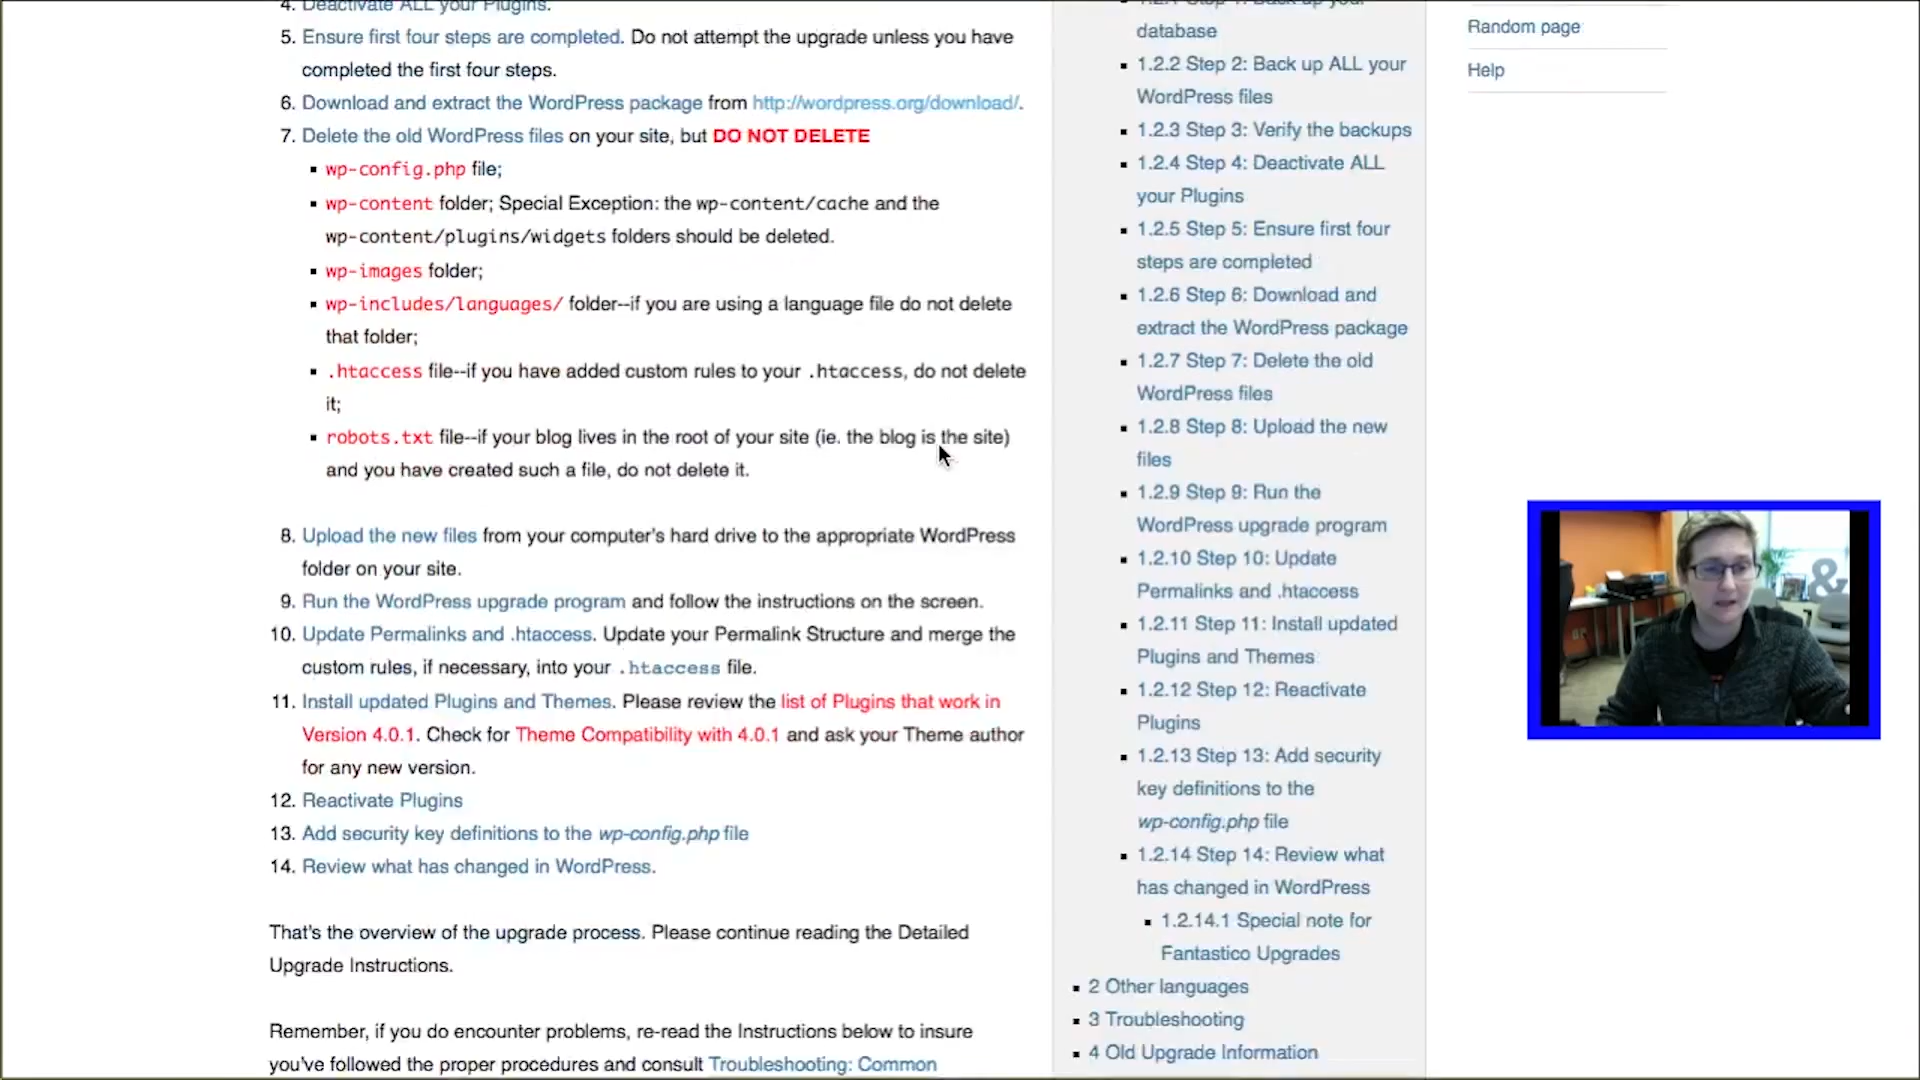 4. Deactivate ALL your Plugins.
5. Ensure first four steps are completed. Do not attempt the upgrade unless you have
completed the first four steps.
6. Download and extract the WordPress package from http://wordpress.org/download/.
7. Delete the old WordPress files on your site, but DO NOT DELETE
▪ wp-config.php file;
▪ wp-content folder; Special Exception: the wp-content/cache and the
wp-content/plugins/widgets folders should be deleted.
▪ wp-images folder;
▪ wp-includes/languages/ folder--if you are using a language file do not delete
that folder;
▪ .htaccess file--if you have added custom rules to your .htaccess, do not delete
it;
▪ robots.txt file--if your blog lives in the root of your site (ie. the blog is the site)
and you have created such a file, do not delete it.
8. Upload the new files from your computer's hard drive to the appropriate WordPress
folder on your site.
9. Run the WordPress upgrade program and follow the instructions on the screen.
10. Update Permalinks and .htaccess. Update your Permalink Structure and merge the
custom rules, if necessary, into your .htaccess file.
11. Install updated Plugins and Themes. Please review the list of Plugins that work in
Version 4.0.1. Check for Theme Compatibility with 4.0.1 and ask your Theme author
for any new version.
12. Reactivate Plugins
13. Add security key definitions to the wp-config.php file
14. Review what has changed in WordPress.
That's the overview of the upgrade process. Please continue reading the Detailed
Upgrade Instructions.
Remember, if you do encounter problems, re-read the Instructions below to insure
you've followed the proper procedures and consult Troubleshooting: Common
1.2.1 Step 1: Back up your
database
▪ 1.2.2 Step 2: Back up ALL your
WordPress files
▪ 1.2.3 Step 3: Verify the backups
▪ 1.2.4 Step 4: Deactivate ALL
your Plugins
▪ 1.2.5 Step 5: Ensure first four
steps are completed
▪ 1.2.6 Step 6: Download and
extract the WordPress package
▪ 1.2.7 Step 7: Delete the old
WordPress files
▪ 1.2.8 Step 8: Upload the new
files
▪ 1.2.9 Step 9: Run the
WordPress upgrade program
▪ 1.2.10 Step 10: Update
Permalinks and .htaccess
▪ 1.2.11 Step 11: Install updated
Plugins and Themes
▪ 1.2.12 Step 12: Reactivate
Plugins
▪ 1.2.13 Step 13: Add security
key definitions to the
wp-config.php file
▪ 1.2.14 Step 14: Review what
has changed in WordPress
▪ 1.2.14.1 Special note for
Fantastico Upgrades
▪ 2 Other languages
▪ 3 Troubleshooting
▪ 4 Old Upgrade Information
Random page
Help
&